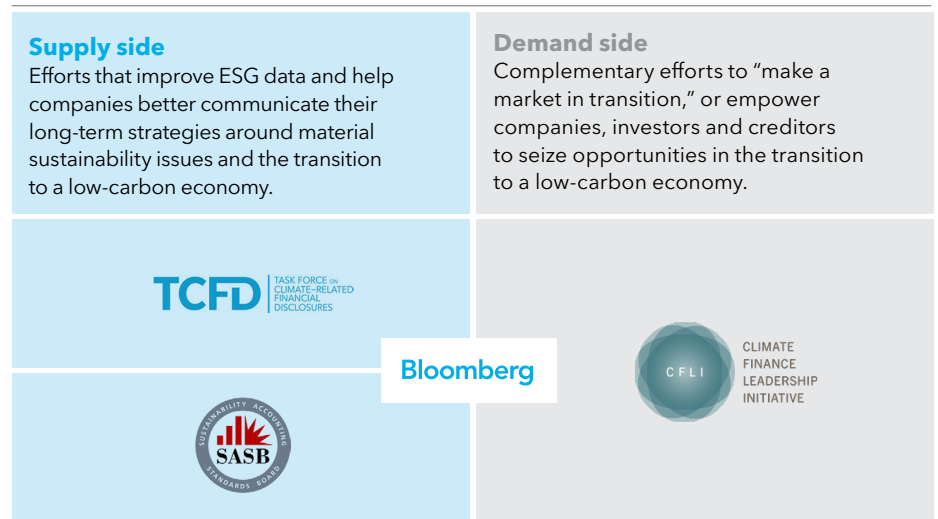 Supply side
Efforts that improve ESG data and help
companies better communicate their
long-term strategies around material
sustainability issues and the transition
to a low-carbon economy.
Demand side
Complementary efforts to “make a
market in transition,” or empower
companies, investors and creditors
to seize opportunities in the transition
to a low-carbon economy.
TCFD
TASK FORCE ON
CLIMATE-RELATED
FINANCIAL
DISCLOSURES
Bloomberg
CFLI
CLIMATE
FINANCE
LEADERSHIP
INITIATIVE
SUSTAINABILITY ACCOUNTING
SASB
STANDARDS BOARD